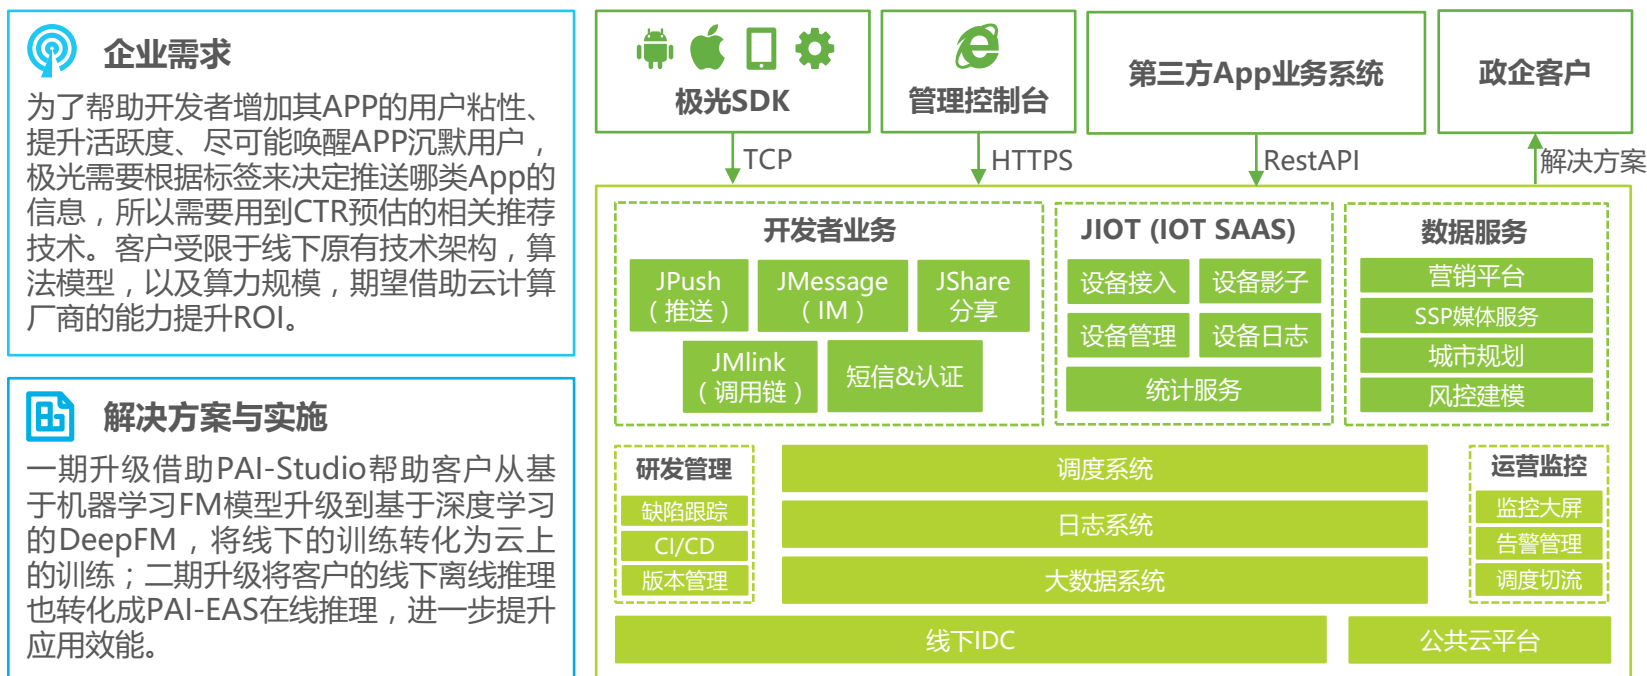 企业需求
为了帮助开发者增加其APP的用户粘性、
提升活跃度、尽可能唤醒APP沉默用户，
极光需要根据标签来决定推送哪类App的
信息，所以需要用到CTR预估的相关推荐
技术。客户受限于线下原有技术架构，算
法模型，以及算力规模，期望借助云计算
厂商的能力提升ROI。
解决方案与实施
一期升级借助PAI-Studio帮助客户从基
于机器学习FM模型升级到基于深度学习
的DeepFM，将线下的训练转化为云上
的训练；二期升级将客户的线下离线推理
也转化成PAI-EAS在线推理，进一步提升
应用效能。
极光SDK
管理控制台
第三方App业务系统
政企客户
TCP
HTTPS
RestAPI
解决方案
开发者业务
JPush
（推送）
JMessage
（IM）
JShare
分享
JMlink
（调用链）
短信&认证
JIOT (IOT SAAS)
设备接入
设备影子
设备管理
设备日志
统计服务
数据服务
营销平台
SSP媒体服务
城市规划
风控建模
研发管理
缺陷跟踪
CI/CD
版本管理
调度系统
日志系统
大数据系统
运营监控
监控大屏
告警管理
调度切流
线下IDC
公共云平台